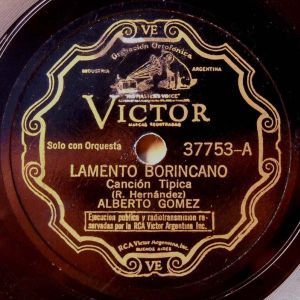 VE
Grabación Ortofónica
INDUSTRIA ARGENTINA
"HIS MASTER'S VOICE"
VICTOR
MARCAS REGISTRADAS
Solo con Orquesta 37753-A
LAMENTO BORINCANO
Canción Típica
(R. Hernández)
ALBERTO GOMEZ
Ejecución pública y radiotransmisión re-
servadas por la RCA Victor Argentina Inc.
RCA Victor Argentina, Inc.
BUENOS AIRES
VE